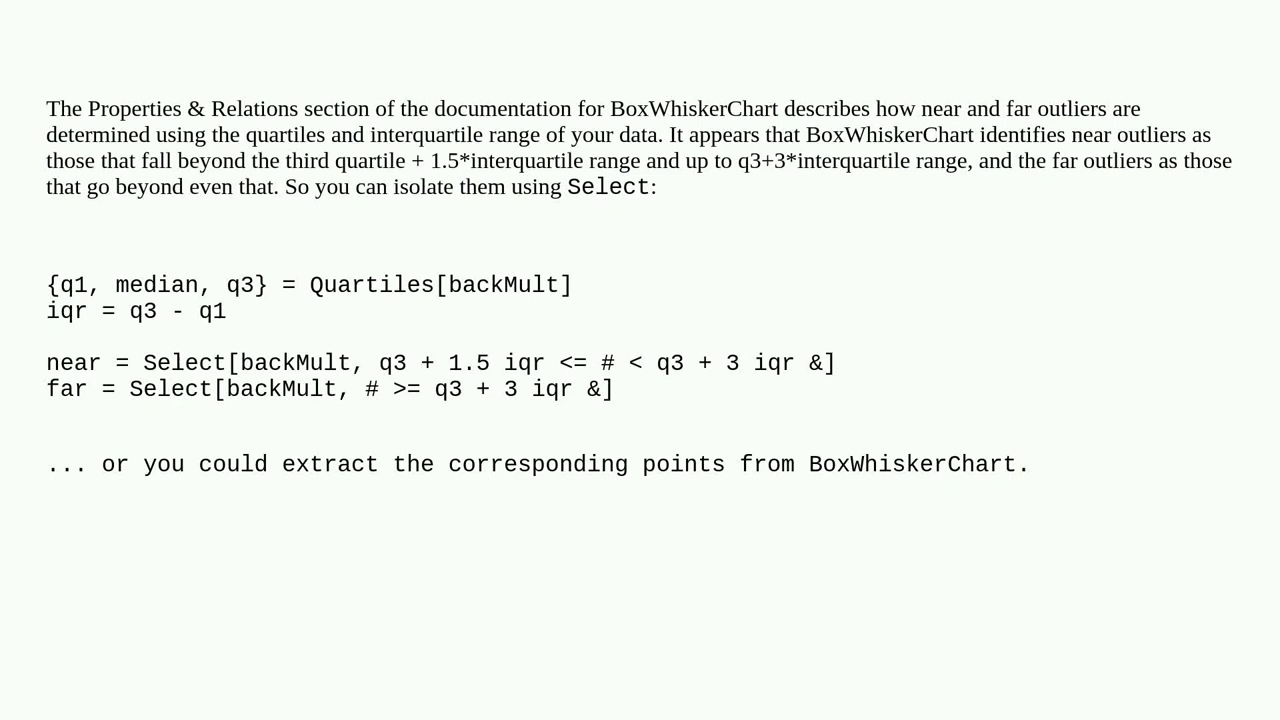 The Properties & Relations section of the documentation for BoxWhiskerChart describes how near and far outliers are
determined using the quartiles and interquartile range of your data. It appears that BoxWhiskerChart identifies near outliers as
those that fall beyond the third quartile + 1.5*interquartile range and up to q3+3*interquartile range, and the far outliers as those
that go beyond even that. So you can isolate them using Select:
{q1, median, q3} = Quartiles[backMult]
iqr = q3 - q1
near = Select[backMult, q3 + 1.5 iqr <= # < q3 + 3 iqr &]
far = Select[backMult, # >= q3 + 3 iqr &]
... or you could extract the corresponding points from BoxWhiskerChart.